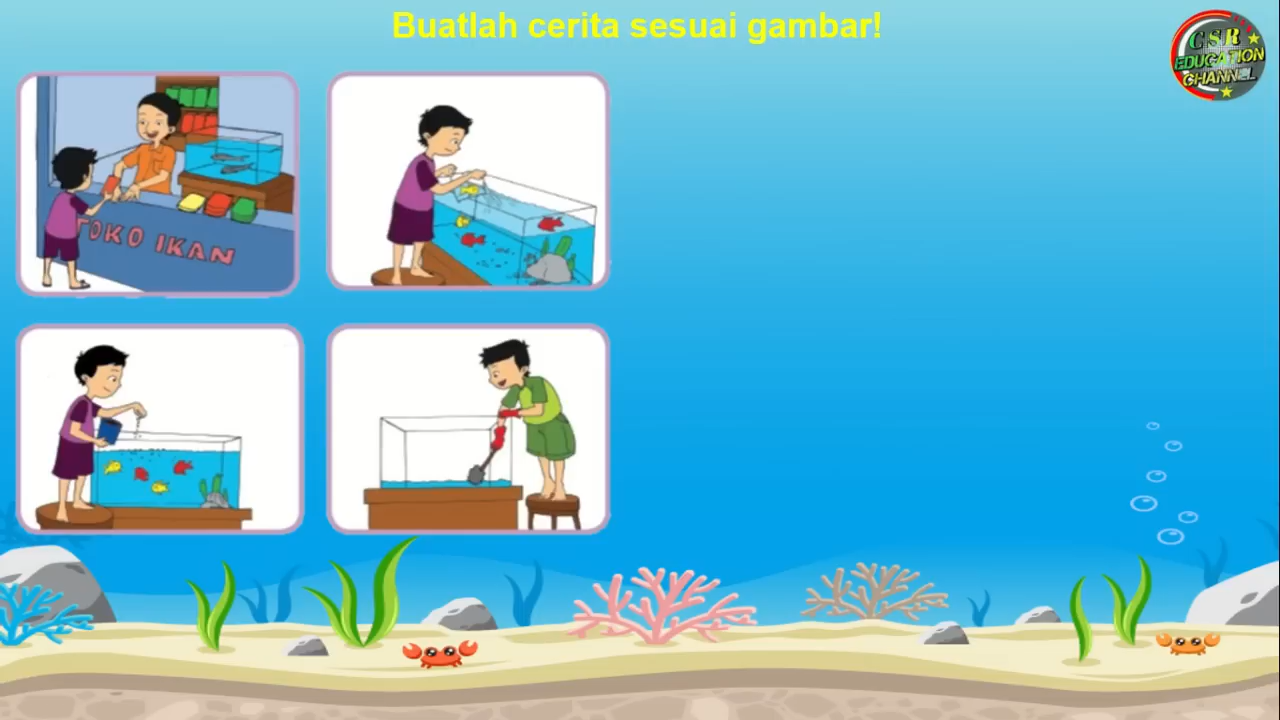 Buatlah cerita sesuai gambar!
GSR
EDUCATION
CHANNEL
TOKO IKAN